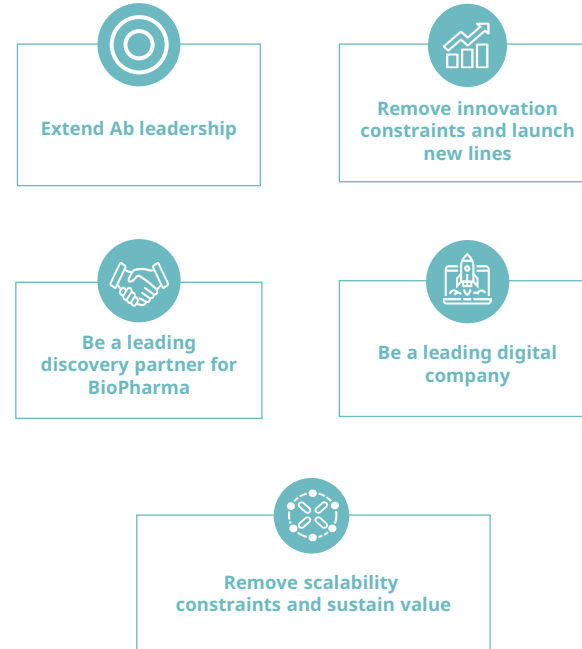 Extend Ab leadership
Remove innovation
constraints and launch
new lines
Be a leading
discovery partner for
BioPharma
Be a leading digital
company
Remove scalability
constraints and sustain value